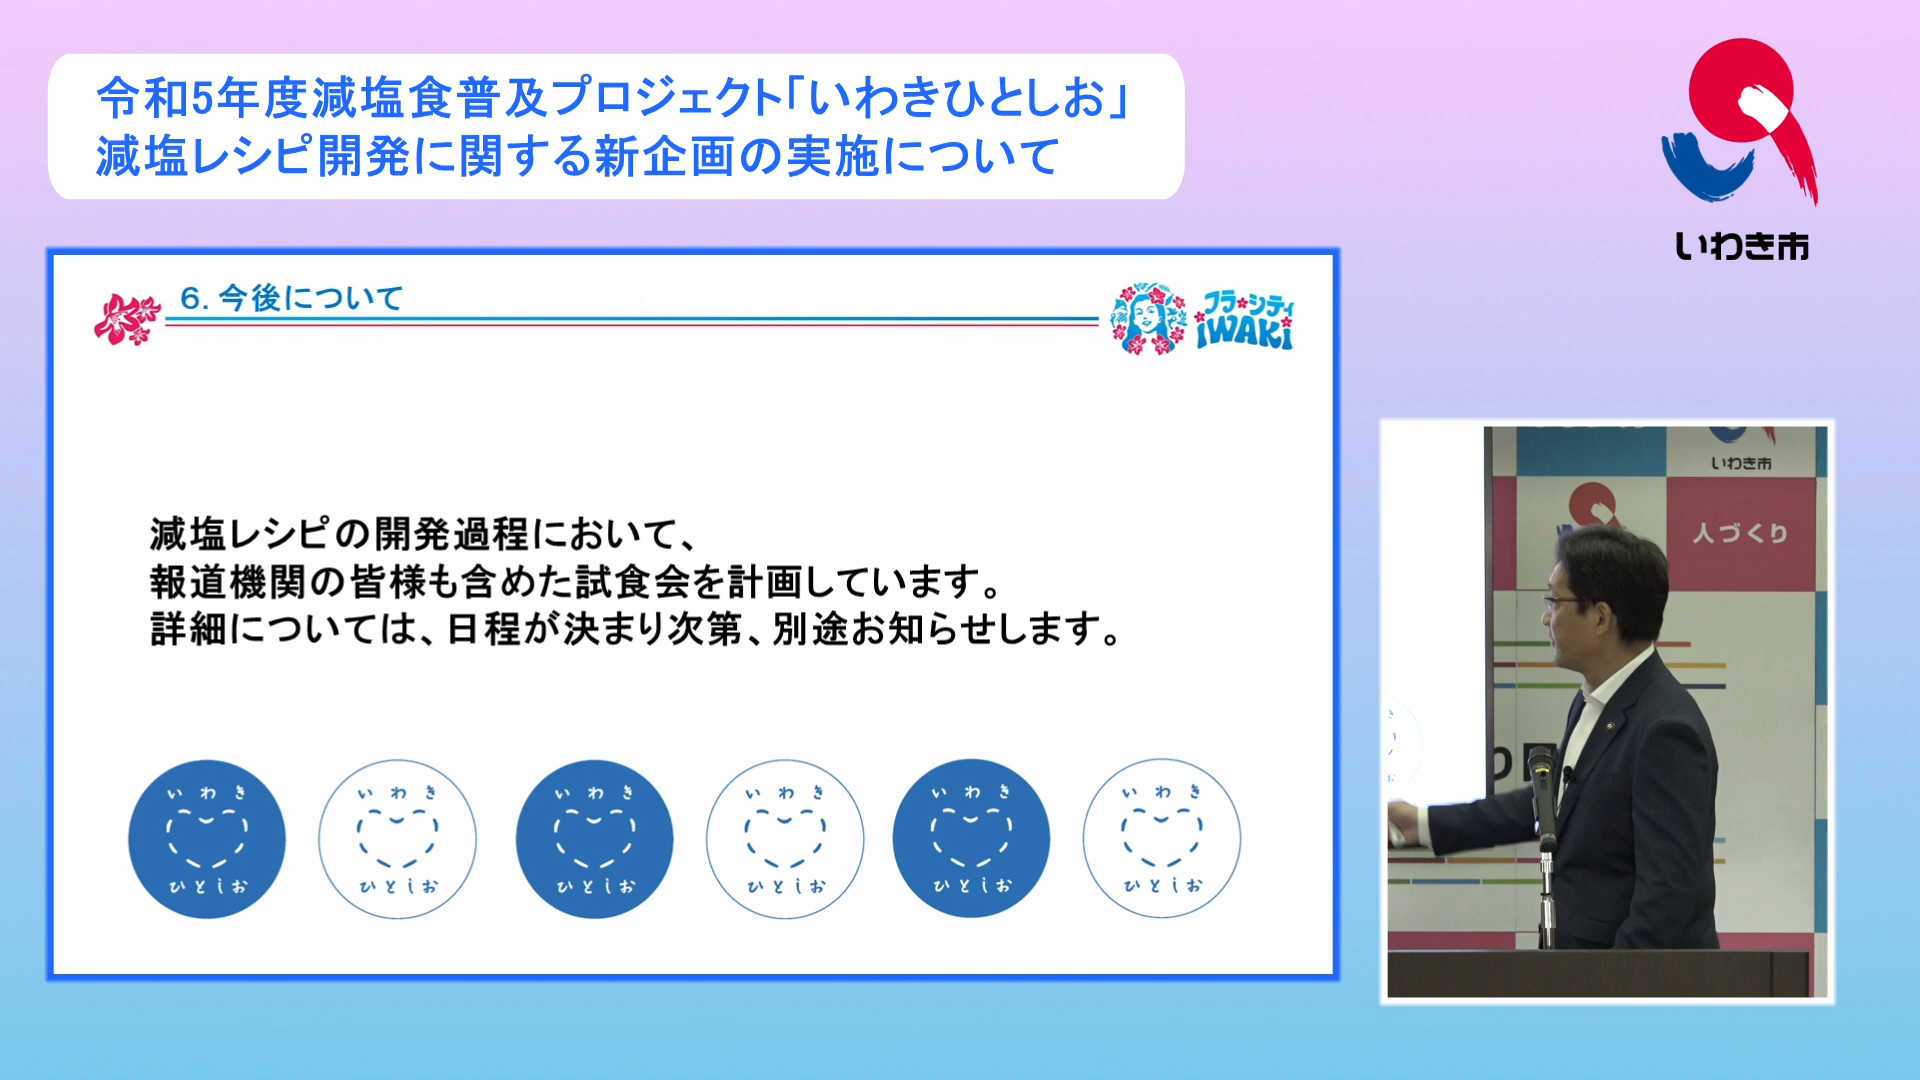 令和5年度減塩食普及プロジェクト「いわきひとしお」
減塩レシピ開発に関する新企画の実施について
いわき市
6. 今後について
フラ シティ
IWAKI
減塩レシピの開発過程において、
報道機関の皆様も含めた試食会を計画しています。
詳細については、日程が決まり次第、別途お知らせします。
いわき
ひとしお
いわき
ひとしお
いわき
ひとしお
いわき
ひとしお
いわき
ひとしお
いわき
ひとしお
いわき市
人づくり